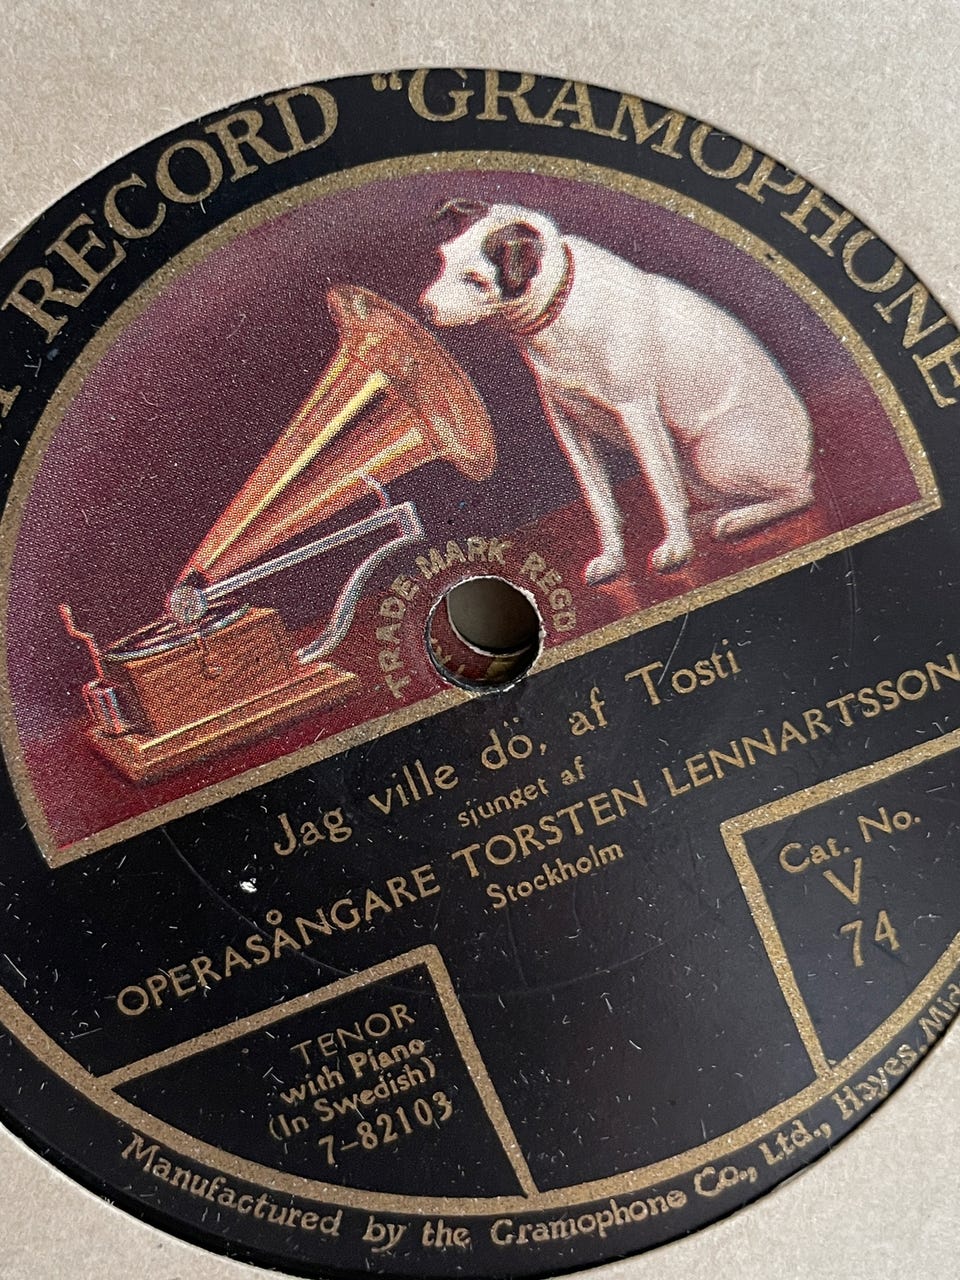 RECORD "GRAMOPHONE
TRADE MARK REGD
Jag ville dö, af Tosti
sjunget af
OPERASÅNGARE TORSTEN LENNARTSSON
Stockholm
Cat. No.
V
74
TENOR
with Piano
(In Swedish)
7-82103
Manufactured by the Gramophone Co., Ltd., Hayes,